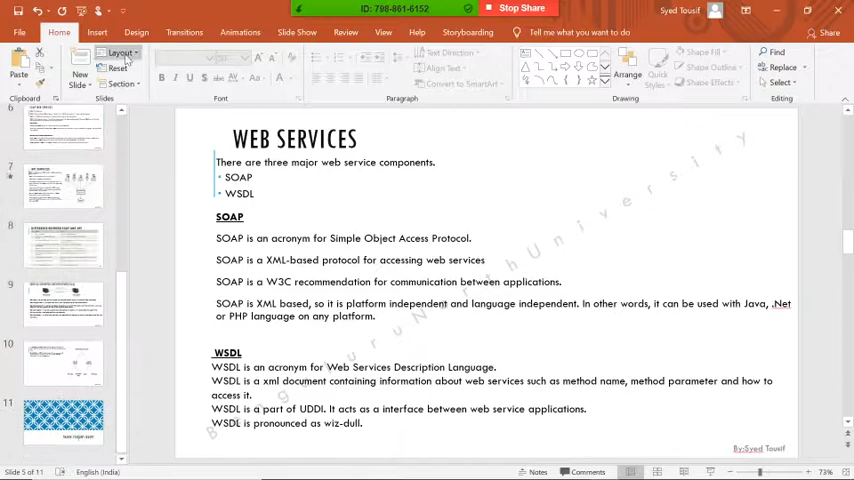 ID: 798-861-6152
Stop Share
Syed Tousif
File
Home
Insert
Design
Transitions
Animations
Slide Show
Review
View
Help
Storyboarding
Tell me what you want to do
Share
Paste
Clipboard
New
Slide
Layout
Reset
Section
Slides
B I U S abc AV Aa A
Font
Paragraph
Text Direction
Align Text
Convert to SmartArt
Arrange
Quick
Styles
Shape Fill
Shape Outline
Shape Effects
Drawing
Find
Replace
Select
Editing
6
7
8
9
10
11
WEB SERVICES
There are three major web service components.
• SOAP
• WSDL
SOAP
SOAP is an acronym for Simple Object Access Protocol.
SOAP is a XML-based protocol for accessing web services
SOAP is a W3C recommendation for communication between applications.
SOAP is XML based, so it is platform independent and language independent. In other words, it can be used with Java, .Net
or PHP language on any platform.
WSDL
WSDL is an acronym for Web Services Description Language.
WSDL is a xml document containing information about web services such as method name, method parameter and how to
access it.
WSDL is a part of UDDI. It acts as a interface between web service applications.
WSDL is pronounced as wiz-dull.
BengaluruNorthUniversity
By:Syed Tousif
Slide 5 of 11
English (India)
Notes
Comments
73%